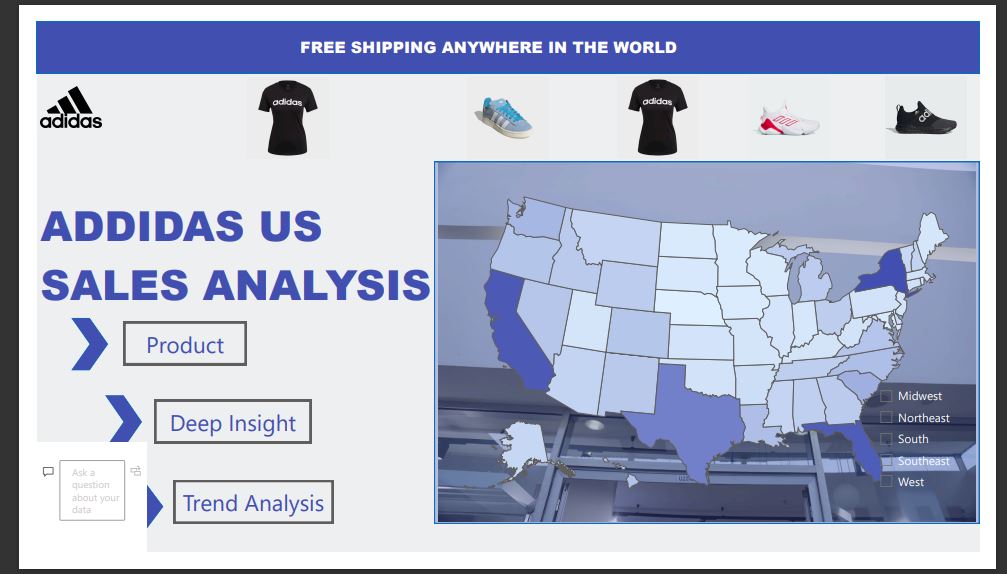 FREE SHIPPING ANYWHERE IN THE WORLD
adidas
adidas
adidas
ADDIDAS US
SALES ANALYSIS
Product
Deep Insight
Trend Analysis
Ask a
question
about your
data
Midwest
Northeast
South
Southeast
West